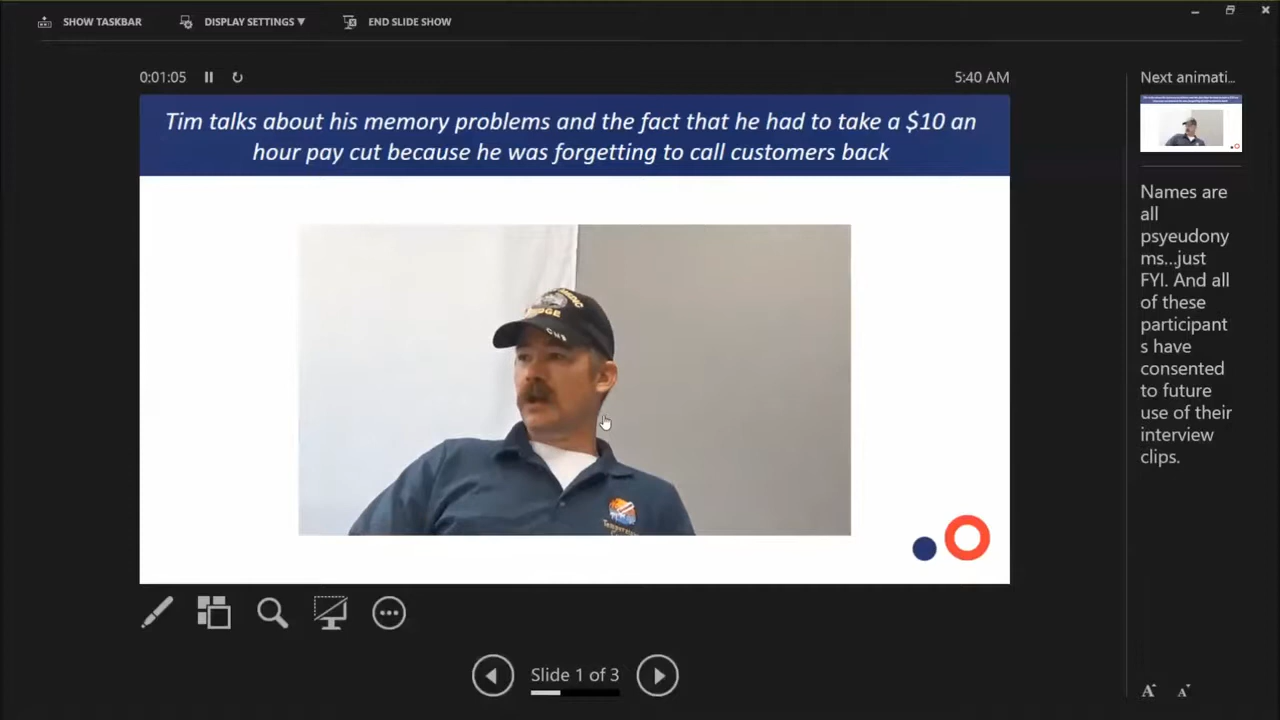 SHOW TASKBAR
DISPLAY SETTINGS ▼
END SLIDE SHOW
0:01:05
5:40 AM
Next animati...
Tim talks about his memory problems and the fact that he had to take a $10 an
hour pay cut because he was forgetting to call customers back
Names are
all
psyeudony
ms...just
FYI. And all
of these
participant
s have
consented
to future
use of their
interview
clips.
Slide 1 of 3
A A